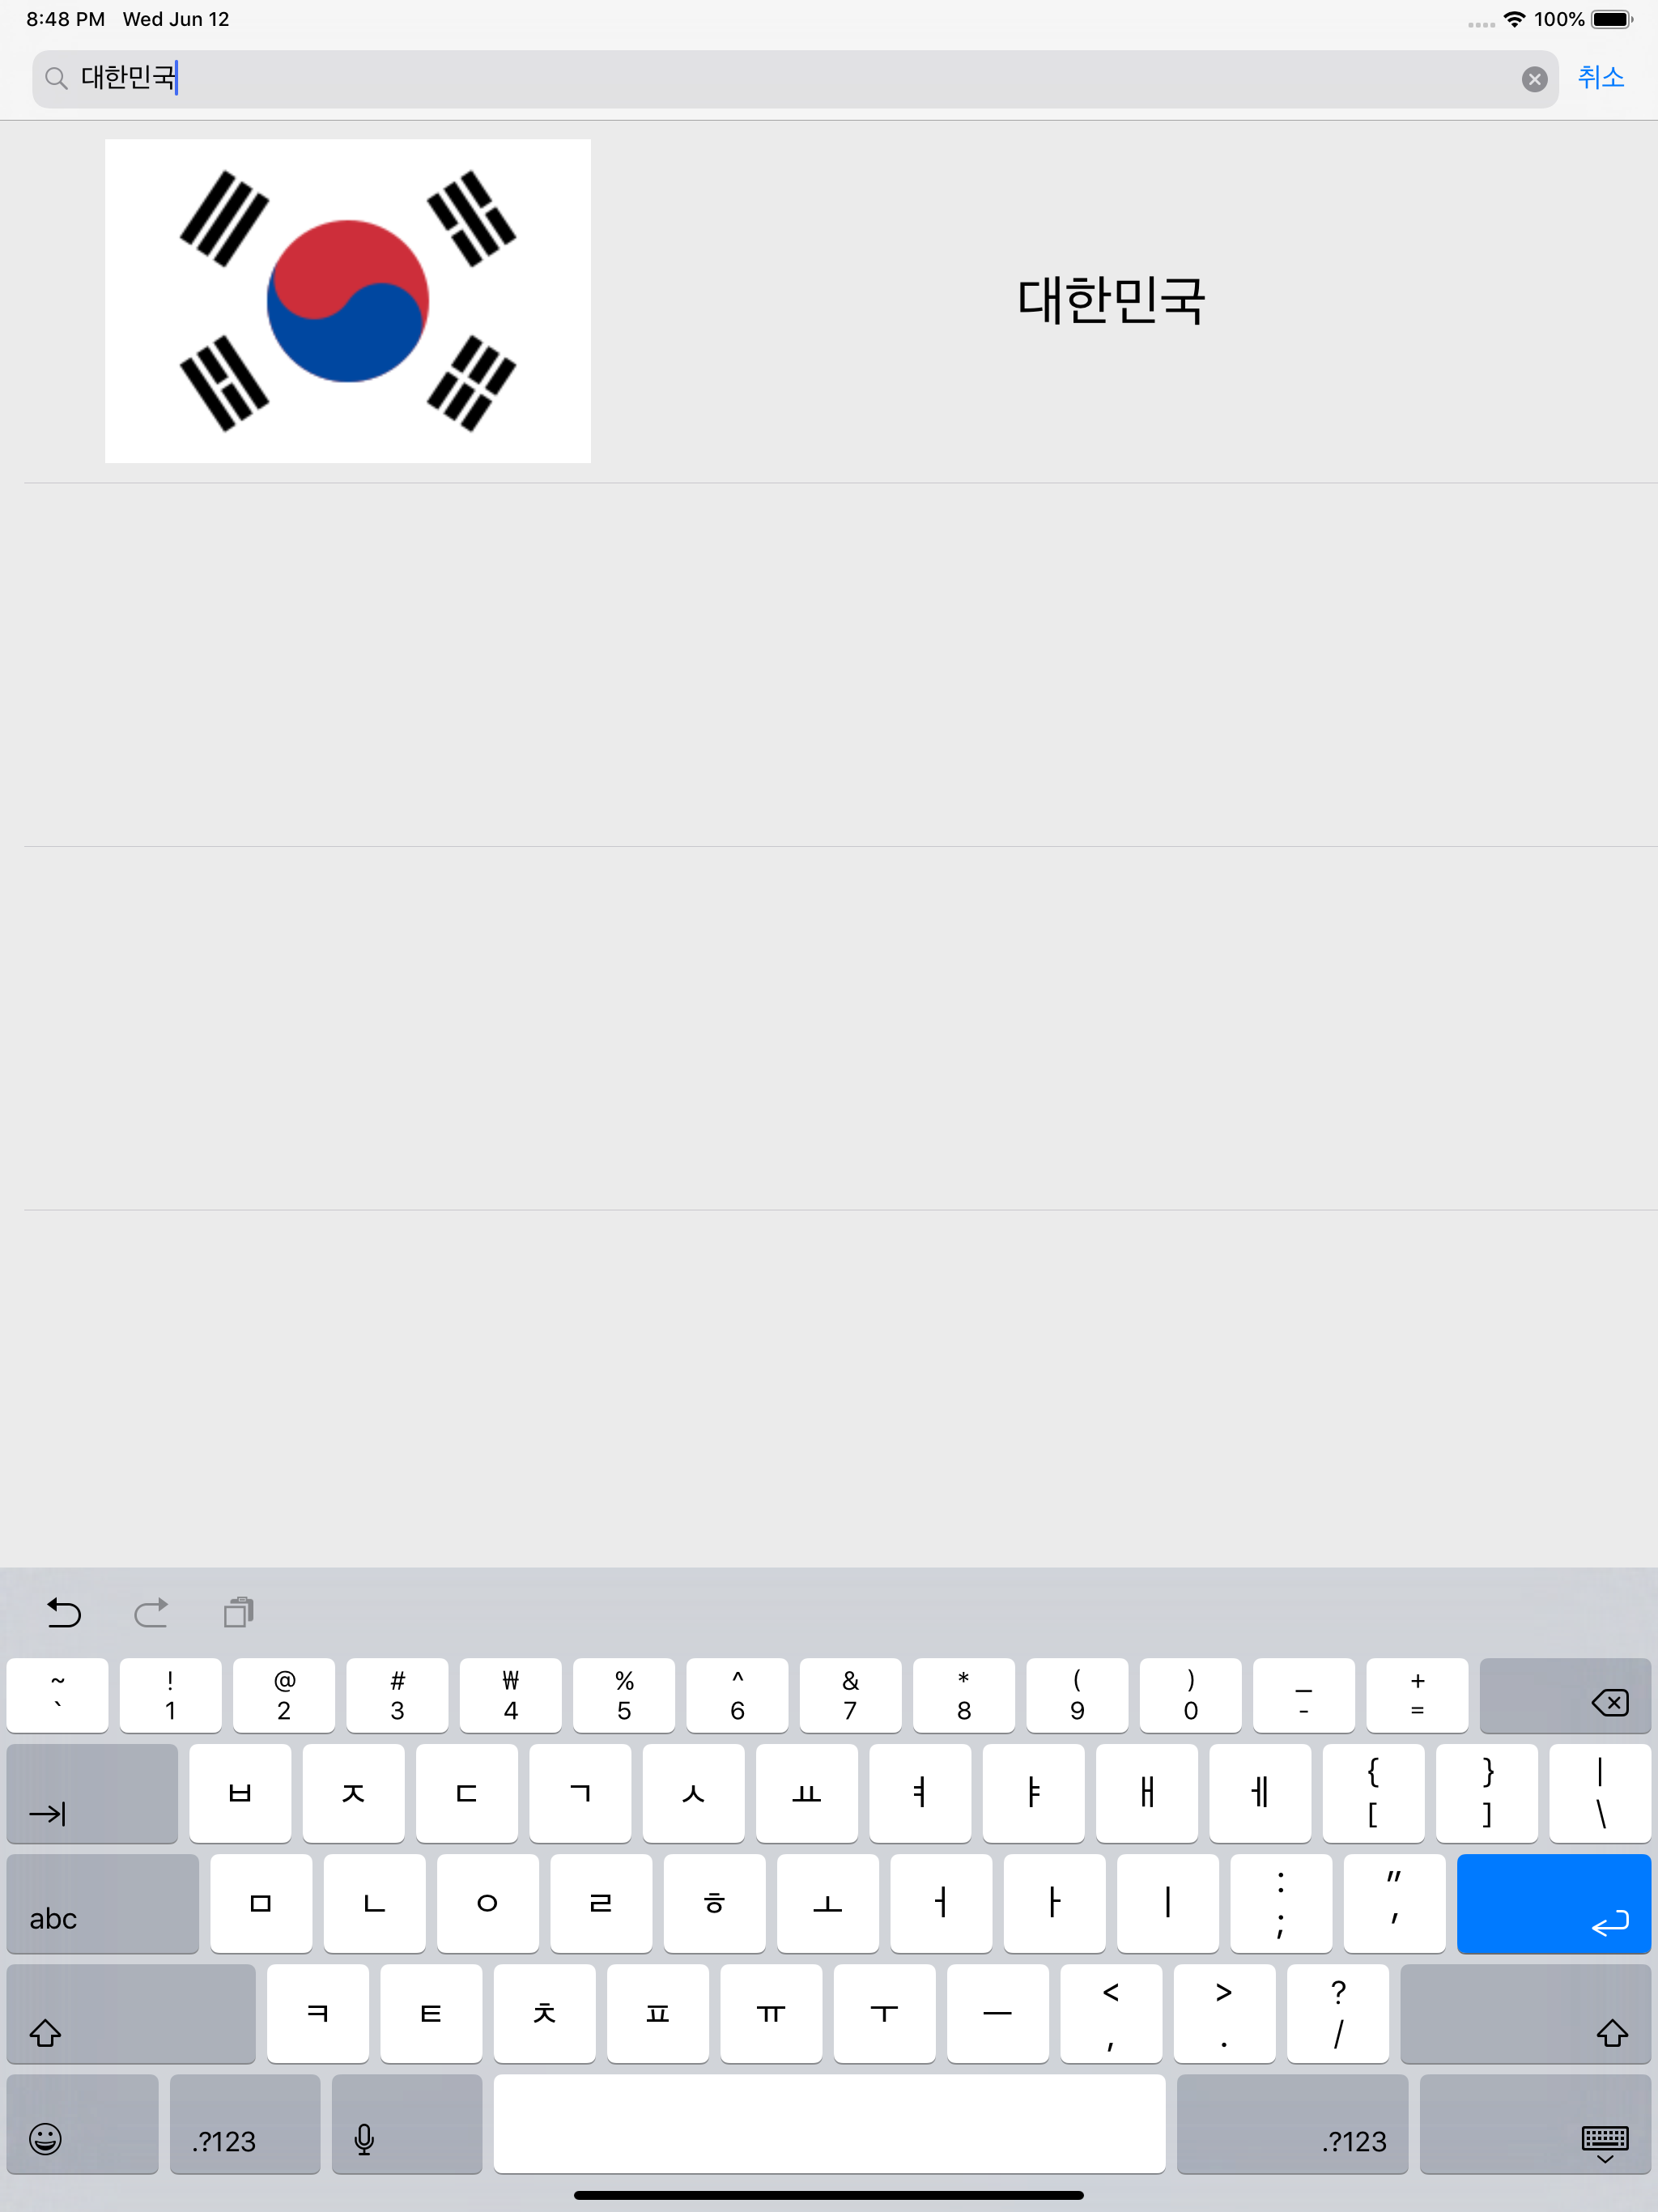 8:48 PM Wed Jun 12 100%
대한민국 취소
대한민국
~ ! @ # ₩ % ^ & * ( ) _ +
` 1 2 3 4 5 6 7 8 9 0 - =
ㅂ ㅈ ㄷ ㄱ ㅅ ㅛ ㅕ ㅑ ㅐ ㅔ { } |
[ ] \
abc ㅁ ㄴ ㅇ ㄹ ㅎ ㅗ ㅓ ㅏ ㅣ : "
; '
ㅋ ㅌ ㅊ ㅍ ㅠ ㅜ ㅡ < > ?
, . /
.?123 .?123